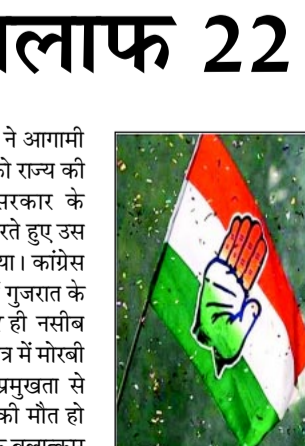 लाफ 22
ने आगामी
को राज्य की
सरकार के
रते हुए उस
या। कांग्रेस
गुजरात के
ही नसीब
त्र में मोरबी
प्रमुखता से
की मौत हो